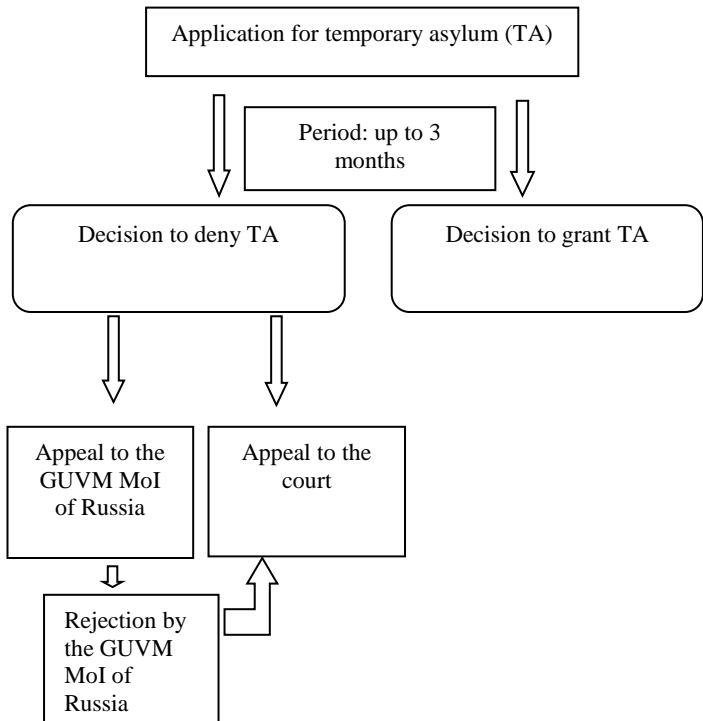 Application for temporary asylum (TA)
Period: up to 3
months
Decision to deny TA
Decision to grant TA
Appeal to the
GUVM MoI
of Russia
Appeal to the
court
Rejection by
the GUVM
MoI of
Russia